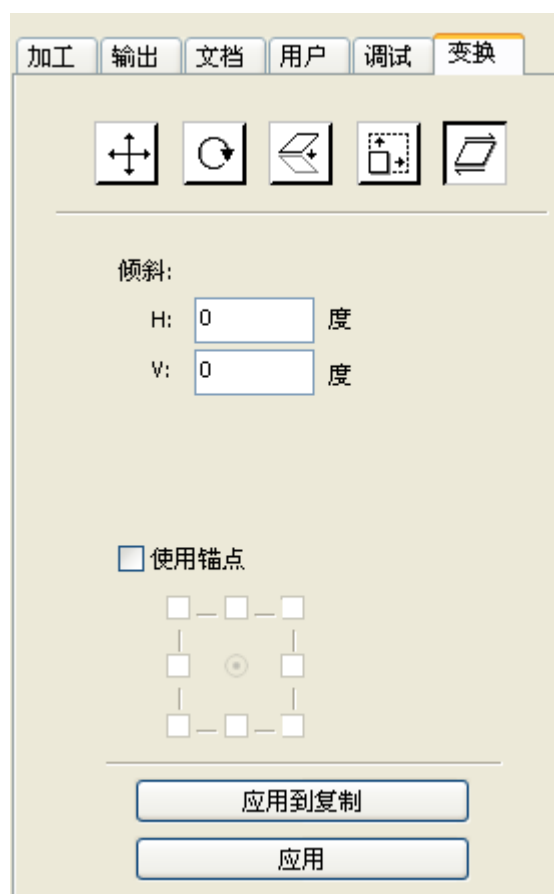 加工 输出 文档 用户 调试 变换
倾斜:
H: 0 度
V: 0 度
使用锚点
应用到复制
应用